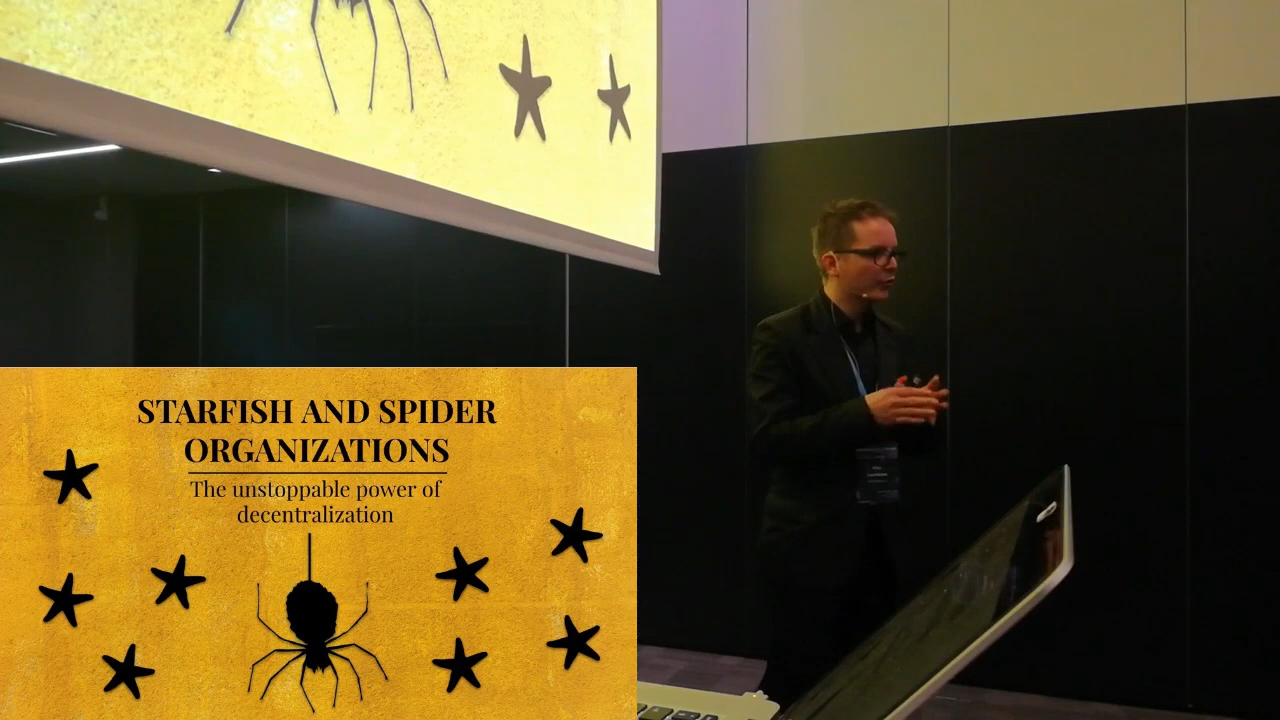 STARFISH AND SPIDER
ORGANIZATIONS
The unstoppable power of
decentralization